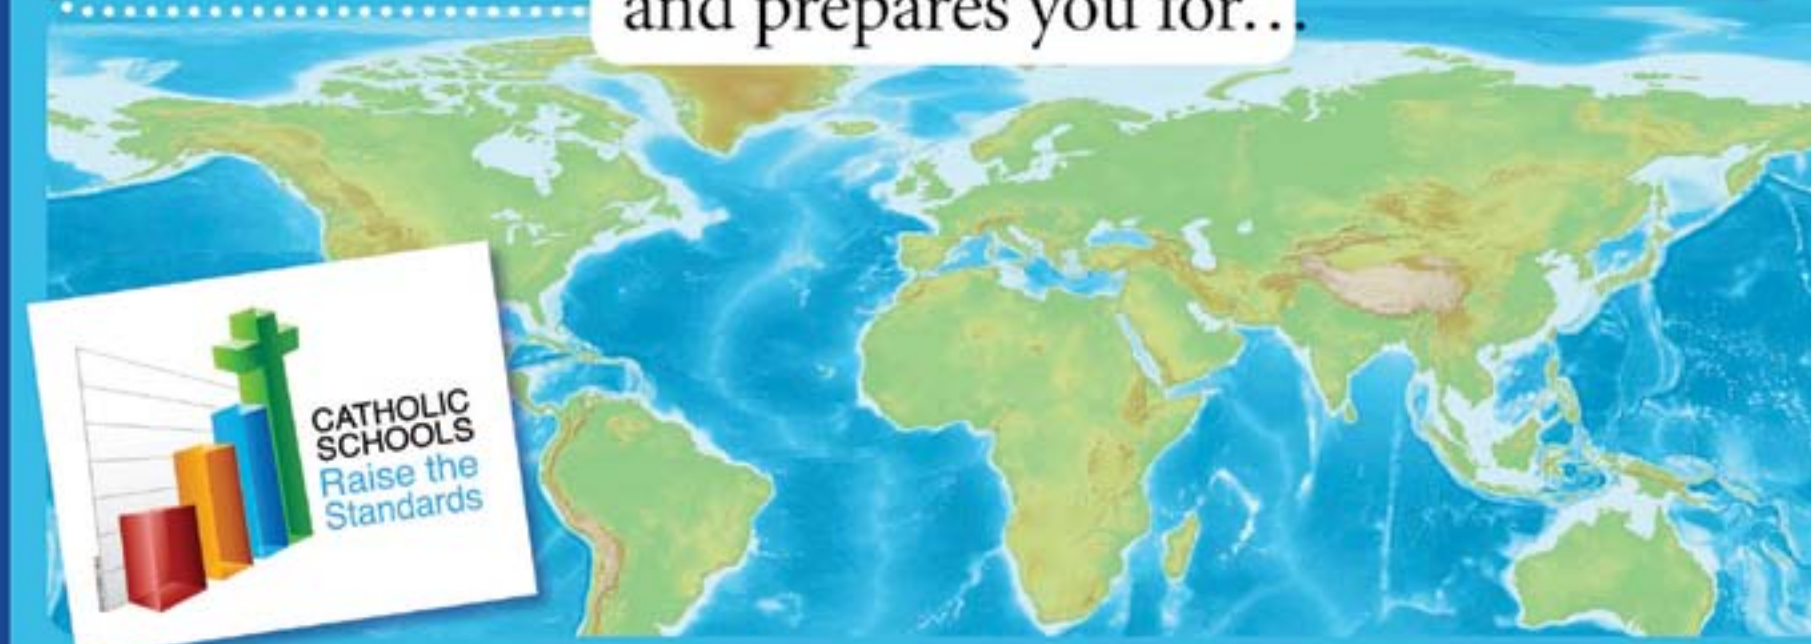 and prepares you for…
CATHOLIC
SCHOOLS
Raise the
Standards